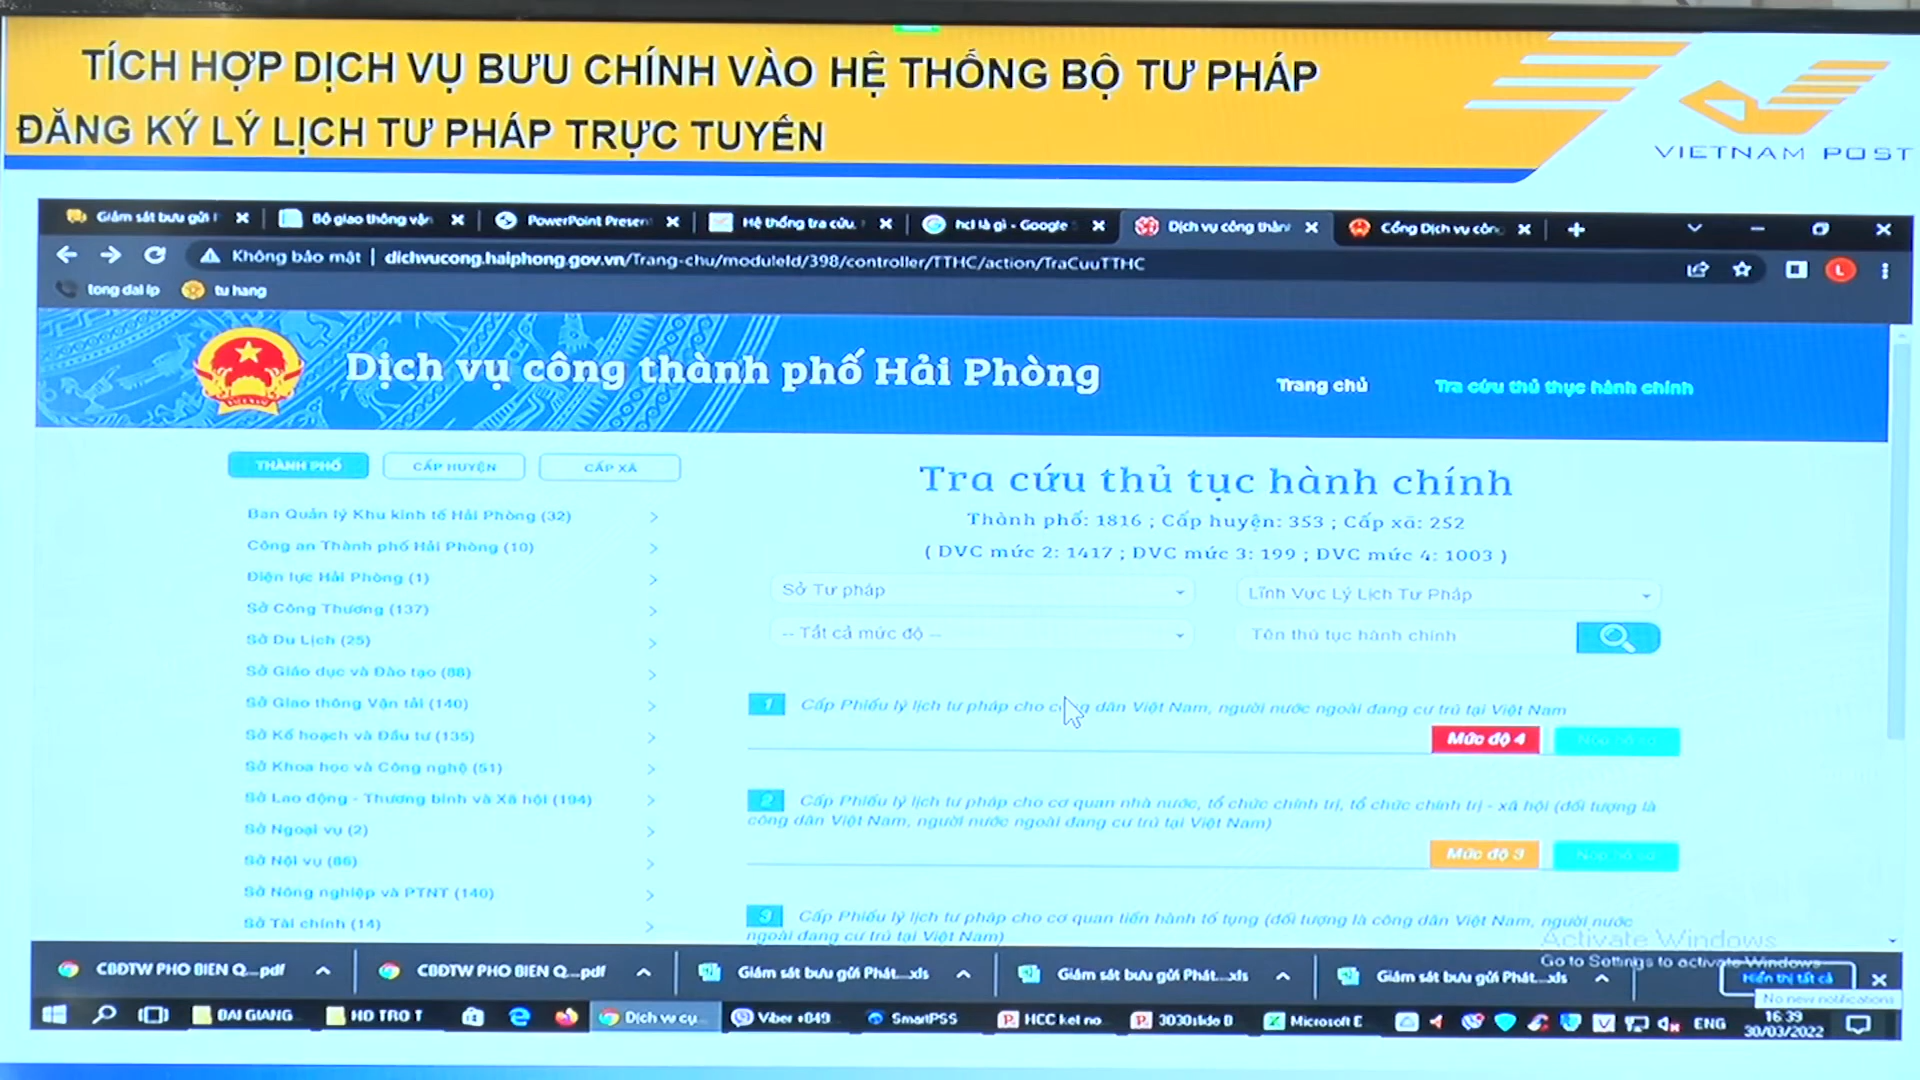 TÍCH HỢP DỊCH VỤ BƯU CHÍNH VÀO HỆ THỐNG BỘ TƯ PHÁP
ĐĂNG KÝ LÝ LỊCH TƯ PHÁP TRỰC TUYẾN
VIETNAM POST
Giám sát bưu gửi
Bộ giao thông vận
PowerPoint Presen
Hệ thống tra cứu,
hcl là gì - Google
Dịch vụ công thàn
Cổng Dịch vụ côn
Không bảo mật | dichvucong.haiphong.gov.vn/Trang-chu/moduleId/398/controller/TTHC/action/TraCuuTTHC
L
tong dai ip
tu hang
Dịch vụ công thành phố Hải Phòng
Trang chủ
Tra cứu thủ thục hành chính
THÀNH PHỐ
CẤP HUYỆN
CẤP XÃ
Ban Quản lý Khu kinh tế Hải Phòng (32)
Công an Thành phố Hải Phòng (10)
Điện lực Hải Phòng (1)
Sở Công Thương (137)
Sở Du Lịch (25)
Sở Giáo dục và Đào tạo (88)
Sở Giao thông Vận tải (140)
Sở Kế hoạch và Đầu tư (135)
Sở Khoa học và Công nghệ (51)
Sở Lao động - Thương binh và Xã hội (194)
Sở Ngoại vụ (2)
Sở Nội vụ (86)
Sở Nông nghiệp và PTNT (140)
Sở Tài chính (14)
Tra cứu thủ tục hành chính
Thành phố: 1816 ; Cấp huyện: 353 ; Cấp xã: 252
( DVC mức 2: 1417 ; DVC mức 3: 199 ; DVC mức 4: 1003 )
Sở Tư pháp
Lĩnh Vực Lý Lịch Tư Pháp
-- Tất cả mức độ --
Tên thủ tục hành chính
1 Cấp Phiếu lý lịch tư pháp cho công dân Việt Nam, người nước ngoài đang cư trú tại Việt Nam
Mức độ 4
Nộp hồ sơ
2 Cấp Phiếu lý lịch tư pháp cho cơ quan nhà nước, tổ chức chính trị, tổ chức chính trị - xã hội (đối tượng là
công dân Việt Nam, người nước ngoài đang cư trú tại Việt Nam)
Mức độ 3
Nộp hồ sơ
3 Cấp Phiếu lý lịch tư pháp cho cơ quan tiến hành tố tụng (đối tượng là công dân Việt Nam, người nước
ngoài đang cư trú tại Việt Nam)
Activate Windows
Go to Settings to activate Windows.
CBDTW PHO BIEN Q....pdf
CBDTW PHO BIEN Q....pdf
Giám sát bưu gửi Phát....xls
Giám sát bưu gửi Phát....xls
Giám sát bưu gửi Phát....xls
Hiển thị tất cả
No new notifications
BAI GIANG
HO TRO T
Dịch vụ cụ...
Viber +849
SmartPSS
HCC ket no...
3030slide B
Microsoft E
ENG
16:39
30/03/2022